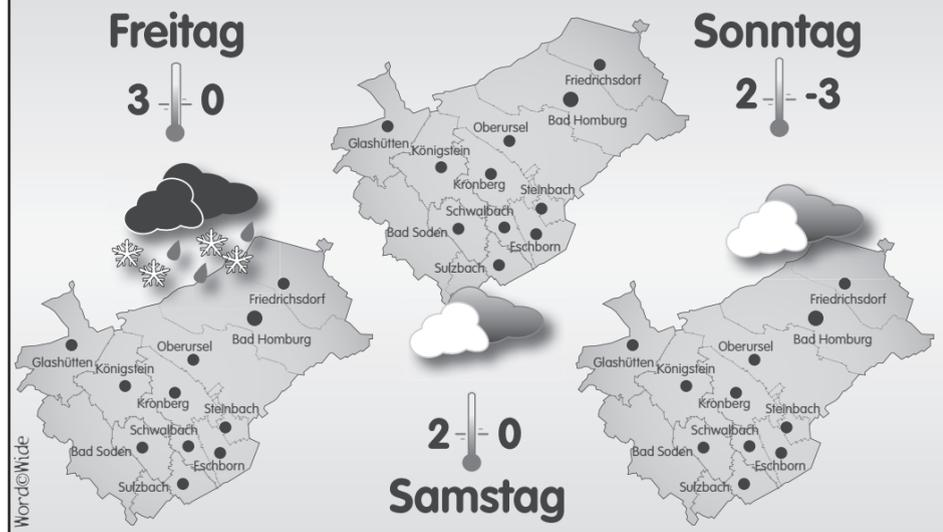 Freitag
3 0
Friedrichsdorf
Bad Homburg
Oberursel
Glashütten
Königstein
Kronberg
Steinbach
Schwalbach
Bad Soden
Eschborn
Sulzbach
Friedrichsdorf
Bad Homburg
Oberursel
Glashütten
Königstein
Kronberg
Steinbach
Schwalbach
Bad Soden
Eschborn
Sulzbach
2 0
Samstag
Sonntag
2 -3
Friedrichsdorf
Bad Homburg
Oberursel
Glashütten
Königstein
Kronberg
Steinbach
Schwalbach
Bad Soden
Eschborn
Sulzbach
Word©Wide